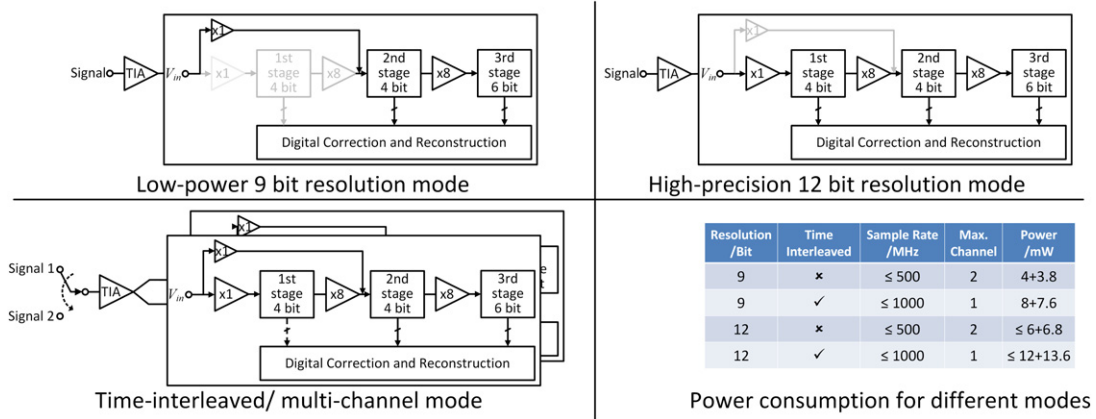 x1
1st stage 4 bit
2nd stage 4 bit
3rd stage 6 bit
Signal
TIA
Vin
x1
x8
x8
Digital Correction and Reconstruction
Low-power 9 bit resolution mode
x1
1st stage 4 bit
2nd stage 4 bit
3rd stage 6 bit
Signal
TIA
Vin
x1
x8
x8
Digital Correction and Reconstruction
High-precision 12 bit resolution mode
x1
x1
1st stage 4 bit
2nd stage 4 bit
3rd stage 6 bit
Signal 1
Signal 2
TIA
Vin
x1
x8
x8
Digital Correction and Reconstruction
Time-interleaved/ multi-channel mode
Resolution /Bit Time Interleaved Sample Rate /MHz Max. Channel Power /mW
9 × ≤ 500 2 4+3.8
9 ✓ ≤ 1000 1 8+7.6
12 × ≤ 500 2 ≤ 6+6.8
12 ✓ ≤ 1000 1 ≤ 12+13.6
Power consumption for different modes